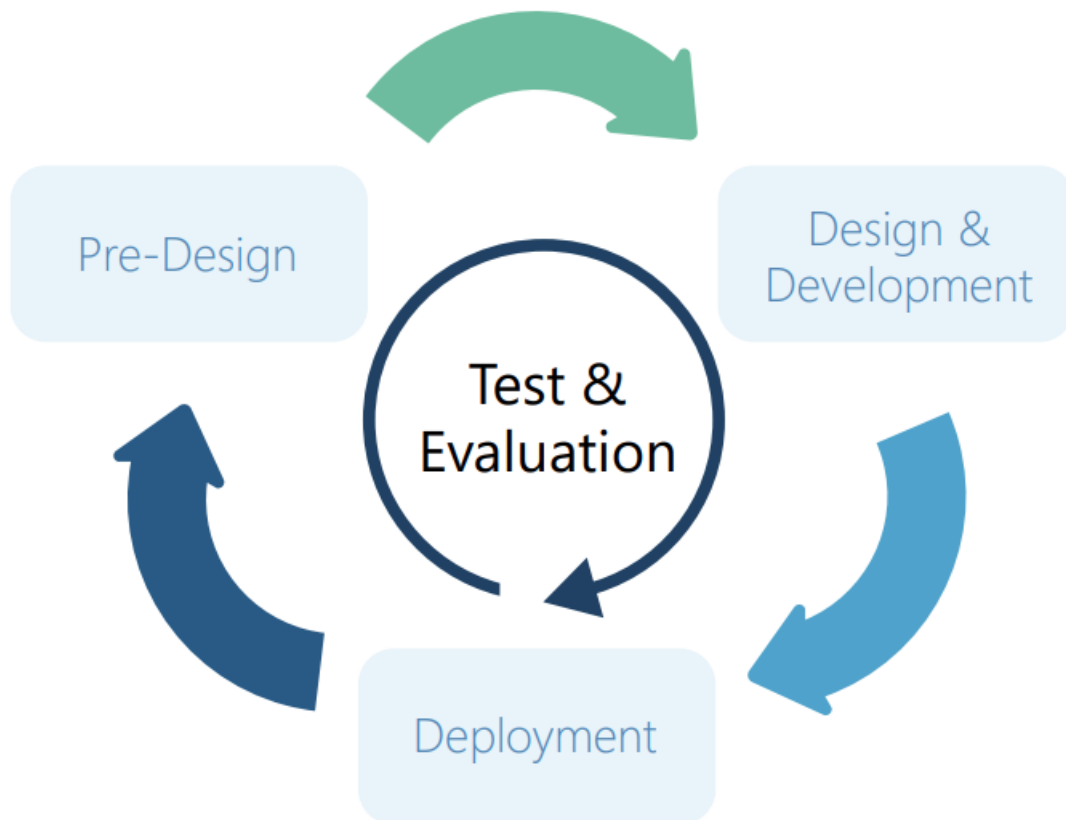 Pre-Design
Design &
Development
Test &
Evaluation
Deployment